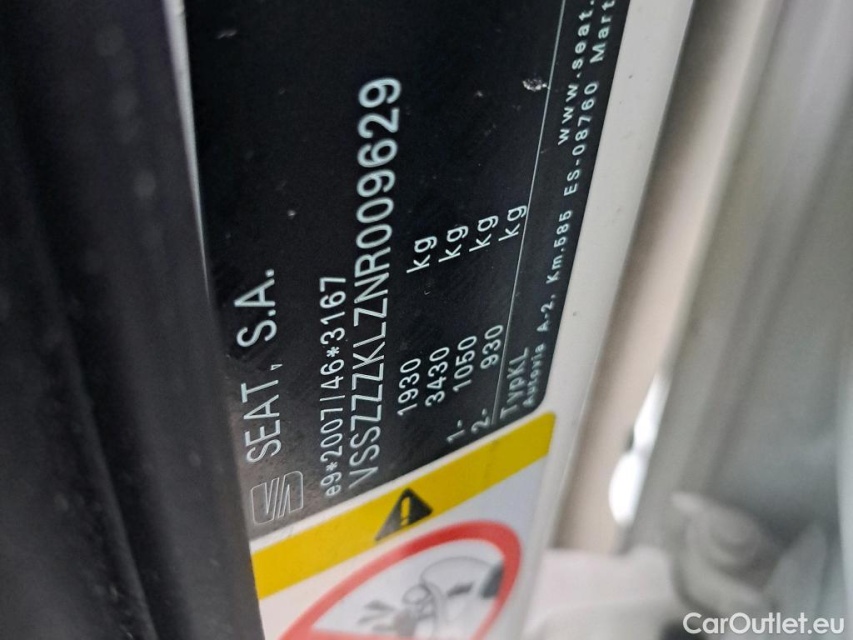 SEAT, S.A.
e9*2007/46*3167
VSSZZZKLZNR009629
1930 kg
3430 kg
1- 1050 kg
2- 930 kg
TypKL www.seat.
Autovia A-2, Km.585 ES-08760 Mart
CarOutlet.eu